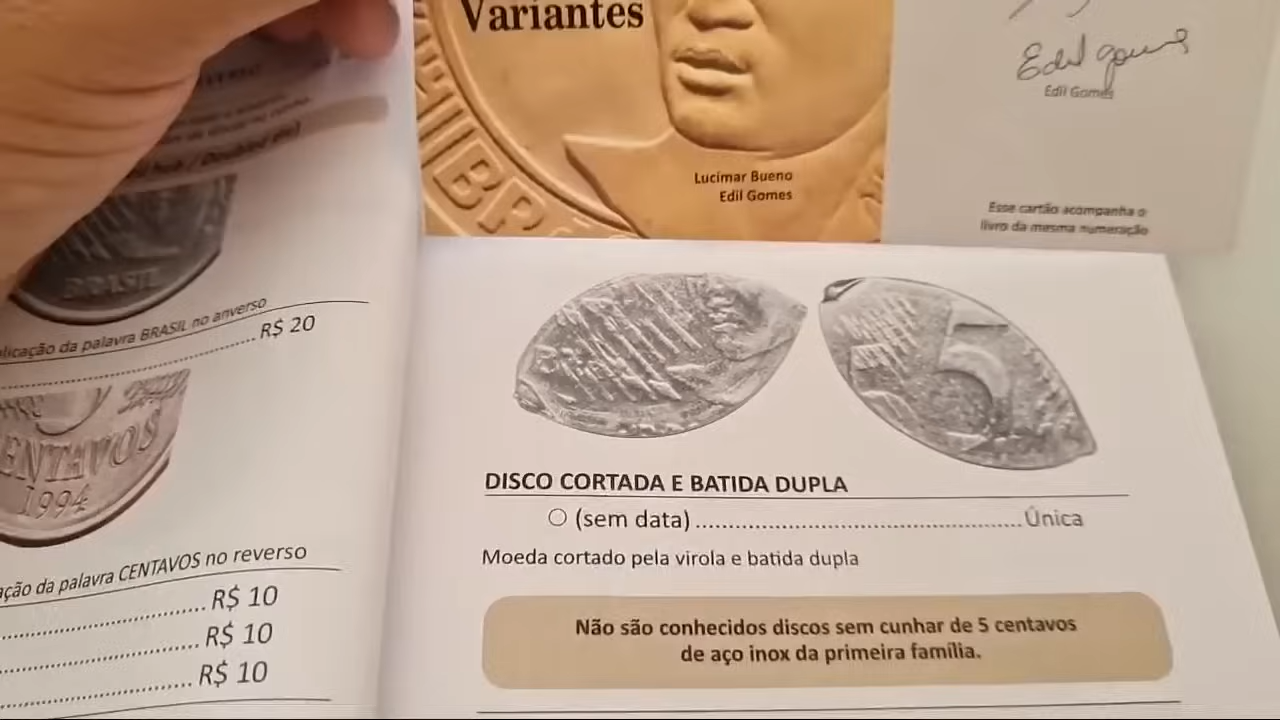 Variantes
Lucimar Bueno
Edil Gomes
Edil Gomes
Edil Gomes
Esse cartão acompanha o
livro da mesma numeração
BRASIL
plicação da palavra BRASIL no anverso
R$ 20
ENTAVOS
1994
ação da palavra CENTAVOS no reverso
R$ 10
R$ 10
R$ 10
DISCO CORTADA E BATIDA DUPLA
(sem data) Única
Moeda cortado pela virola e batida dupla
Não são conhecidos discos sem cunhar de 5 centavos
de aço inox da primeira família.